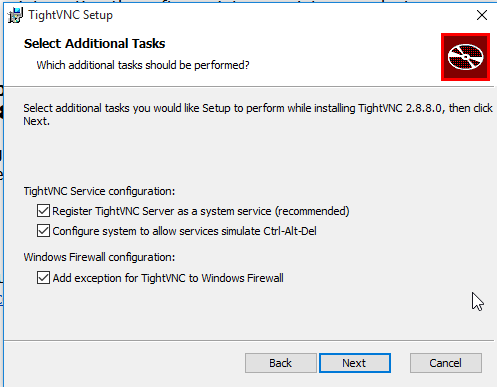 TightVNC Setup
Select Additional Tasks
Which additional tasks should be performed?
Select additional tasks you would like Setup to perform while installing TightVNC 2.8.8.0, then click
Next.
TightVNC Service configuration:
Register TightVNC Server as a system service (recommended)
Configure system to allow services simulate Ctrl-Alt-Del
Windows Firewall configuration:
Add exception for TightVNC to Windows Firewall
Back
Next
Cancel